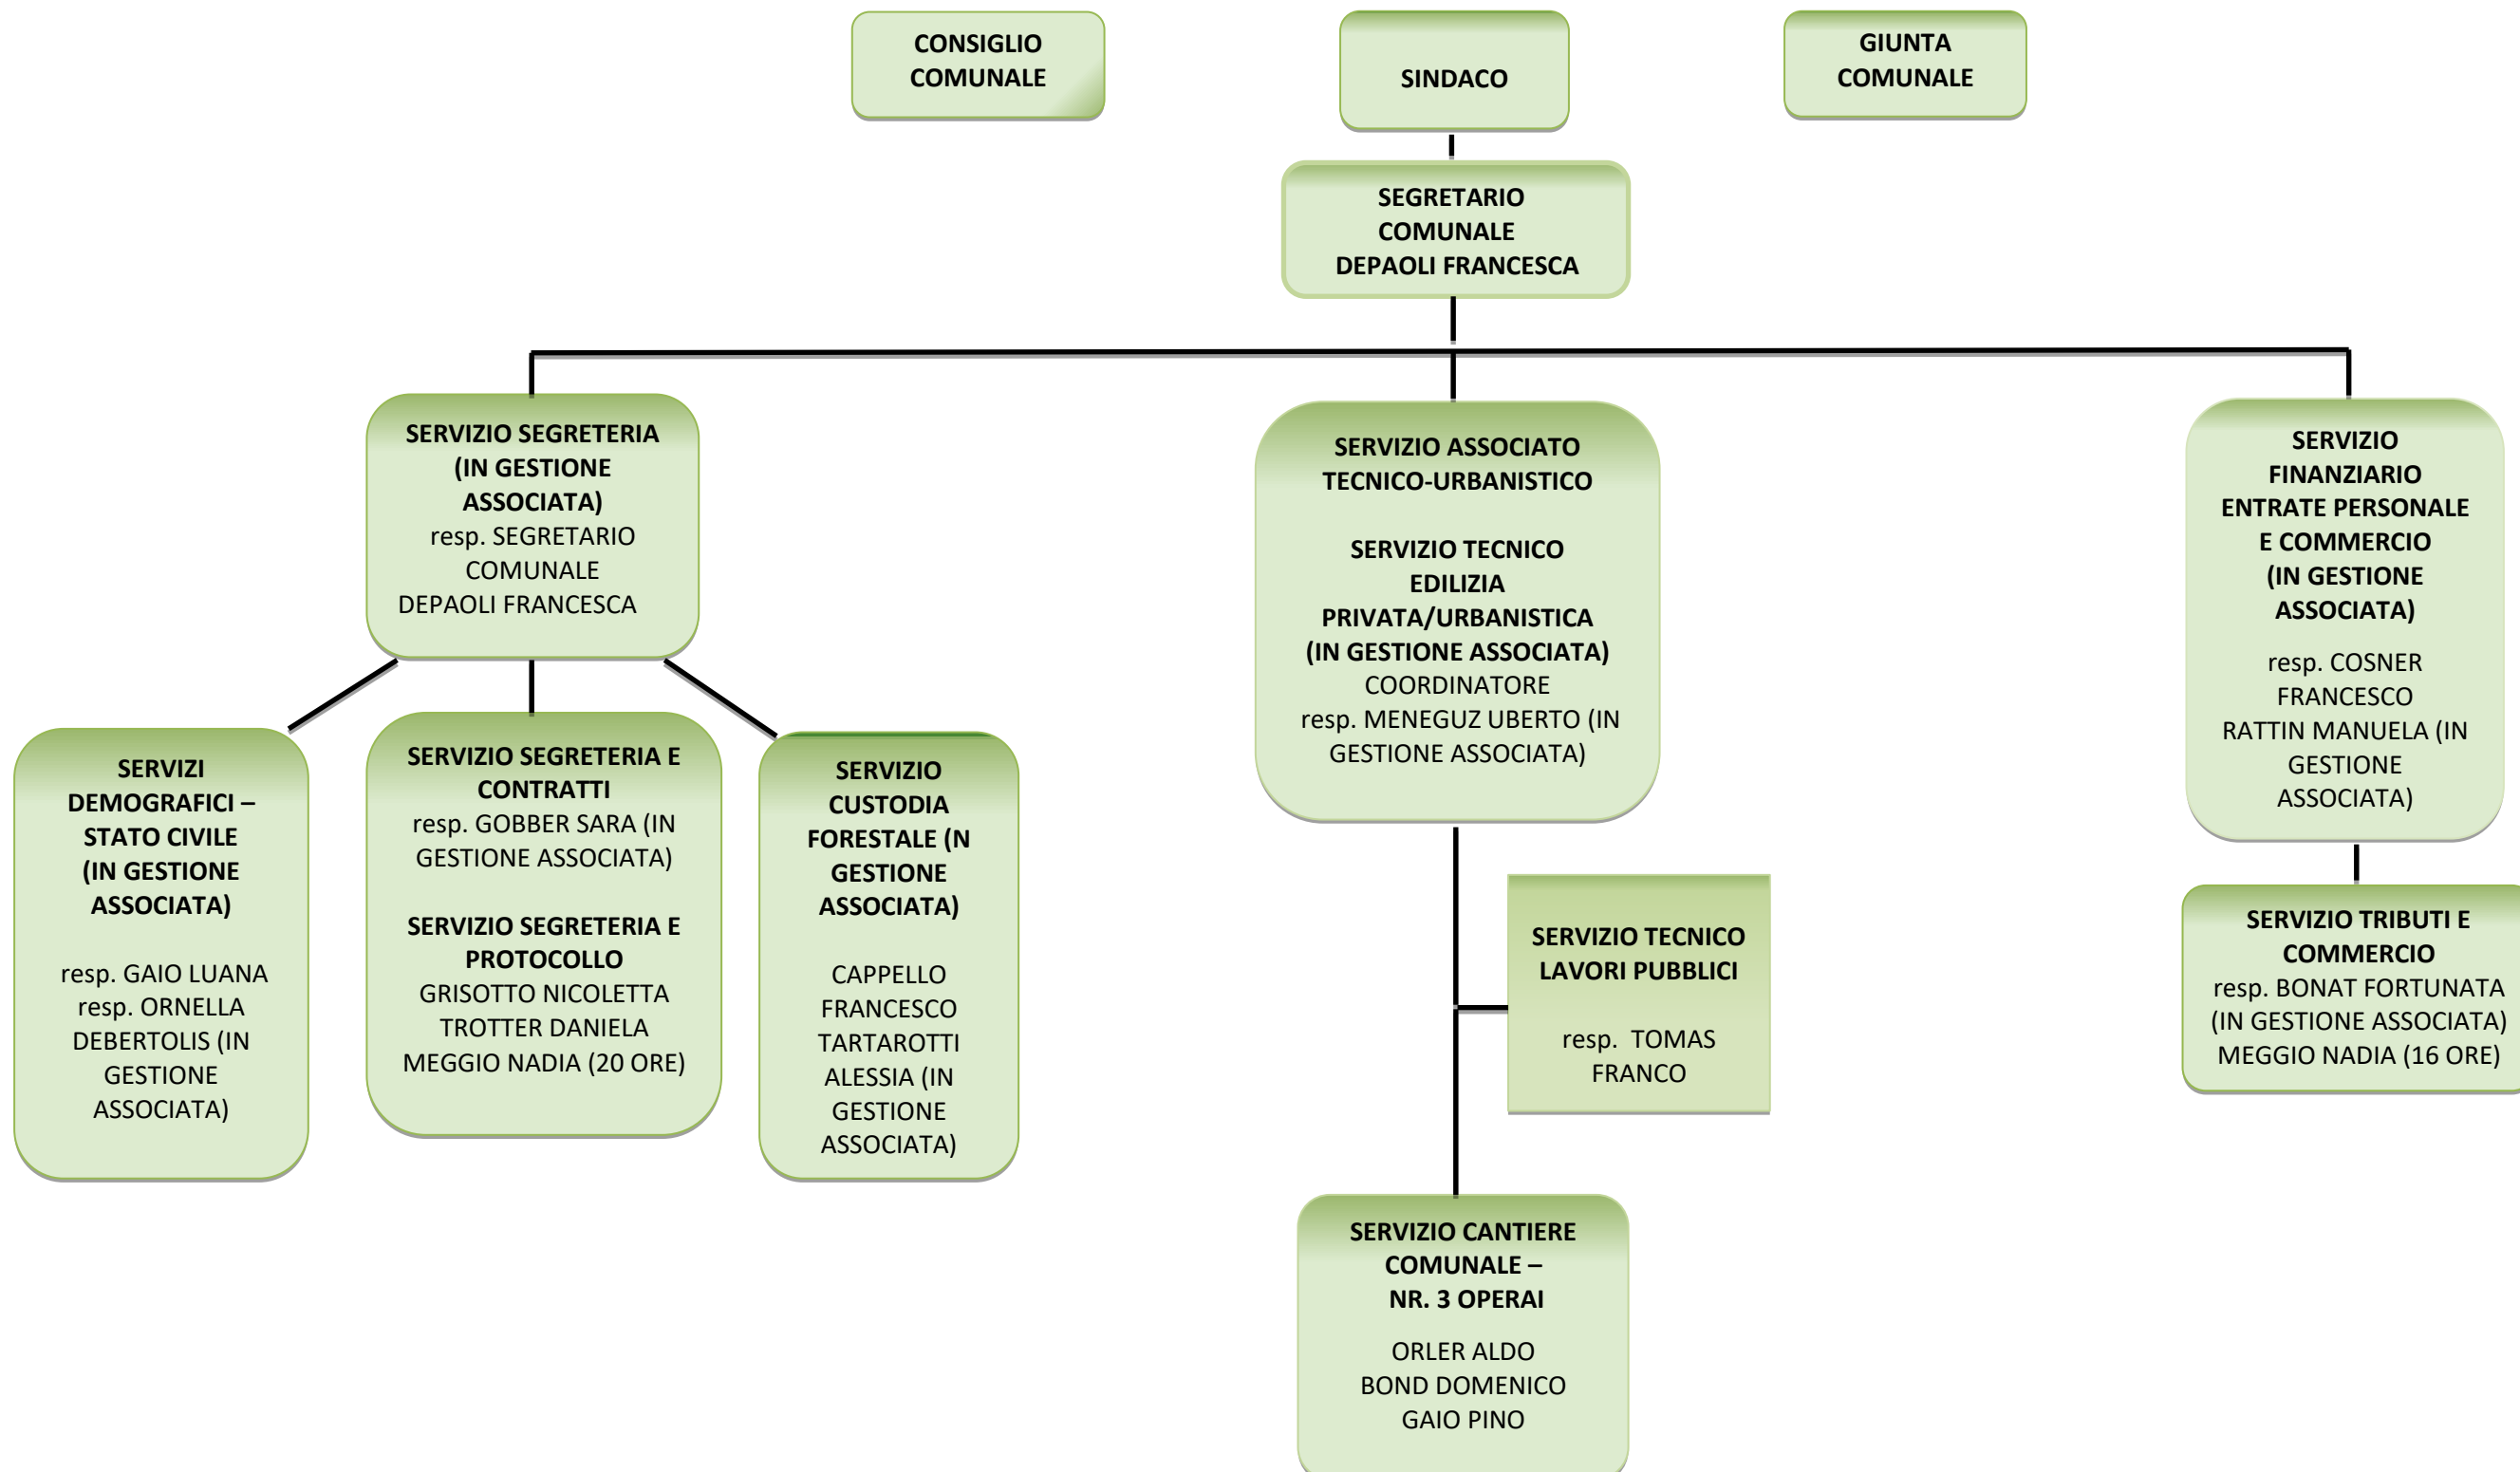 CONSIGLIO
COMUNALE
SINDACO
GIUNTA
COMUNALE
SEGRETARIO
COMUNALE
DEPAOLI FRANCESCA
SERVIZIO SEGRETERIA
(IN GESTIONE
ASSOCIATA)
resp. SEGRETARIO
COMUNALE
DEPAOLI FRANCESCA
SERVIZIO ASSOCIATO
TECNICO-URBANISTICO
SERVIZIO TECNICO
EDILIZIA
PRIVATA/URBANISTICA
(IN GESTIONE ASSOCIATA)
COORDINATORE
resp. MENEGUZ UBERTO (IN
GESTIONE ASSOCIATA)
SERVIZIO
FINANZIARIO
ENTRATE PERSONALE
E COMMERCIO
(IN GESTIONE
ASSOCIATA)
resp. COSNER
FRANCESCO
RATTIN MANUELA (IN
GESTIONE
ASSOCIATA)
SERVIZI
DEMOGRAFICI –
STATO CIVILE
(IN GESTIONE
ASSOCIATA)
resp. GAIO LUANA
resp. ORNELLA
DEBERTOLIS (IN
GESTIONE
ASSOCIATA)
SERVIZIO SEGRETERIA E
CONTRATTI
resp. GOBBER SARA (IN
GESTIONE ASSOCIATA)
SERVIZIO SEGRETERIA E
PROTOCOLLO
GRISOTTO NICOLETTA
TROTTER DANIELA
MEGGIO NADIA (20 ORE)
SERVIZIO
CUSTODIA
FORESTALE (N
GESTIONE
ASSOCIATA)
CAPPELLO
FRANCESCO
TARTAROTTI
ALESSIA (IN
GESTIONE
ASSOCIATA)
SERVIZIO TECNICO
LAVORI PUBBLICI
resp. TOMAS
FRANCO
SERVIZIO TRIBUTI E
COMMERCIO
resp. BONAT FORTUNATA
(IN GESTIONE ASSOCIATA)
MEGGIO NADIA (16 ORE)
SERVIZIO CANTIERE
COMUNALE –
NR. 3 OPERAI
ORLER ALDO
BOND DOMENICO
GAIO PINO